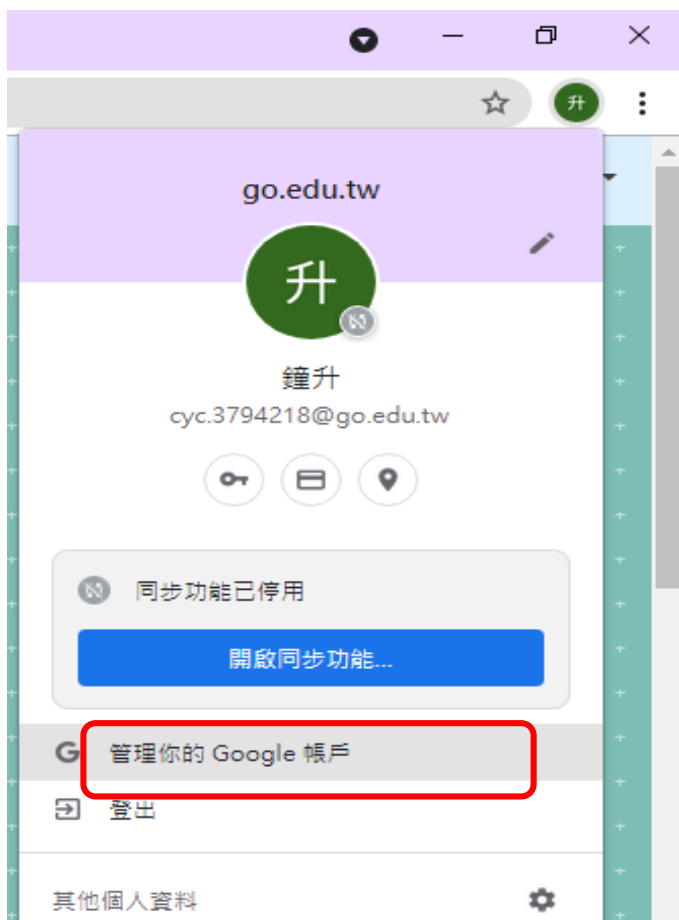 升
go.edu.tw
升
鐘升
cyc.3794218@go.edu.tw
同步功能已停用
開啟同步功能...
G 管理你的 Google 帳戶
登出
其他個人資料